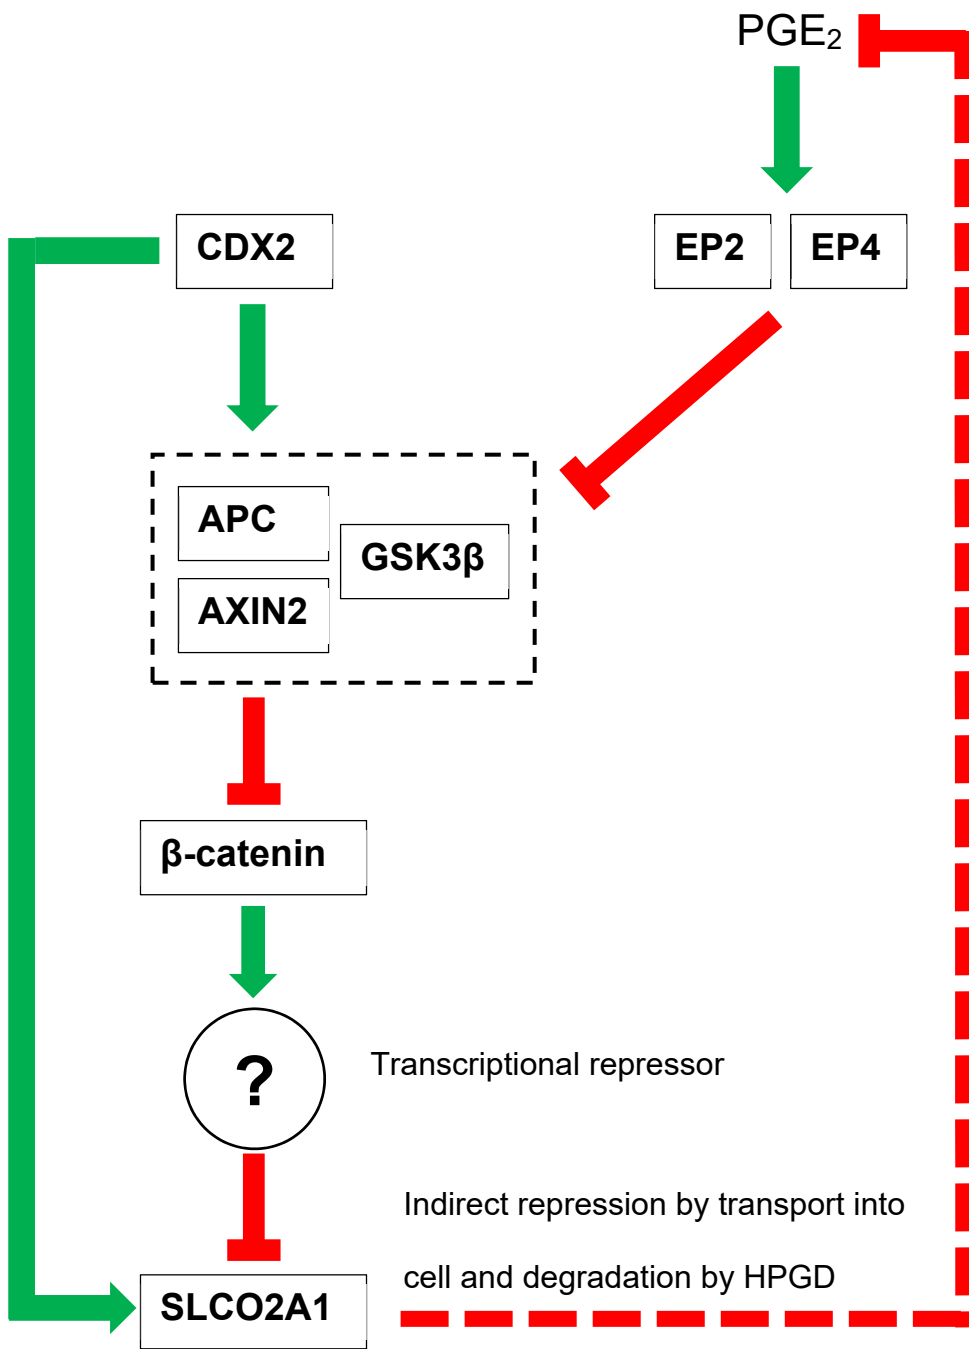 PGE₂
CDX2
EP2
EP4
APC
GSK3β
AXIN2
β-catenin
?
Transcriptional repressor
Indirect repression by transport into
cell and degradation by HPGD
SLCO2A1